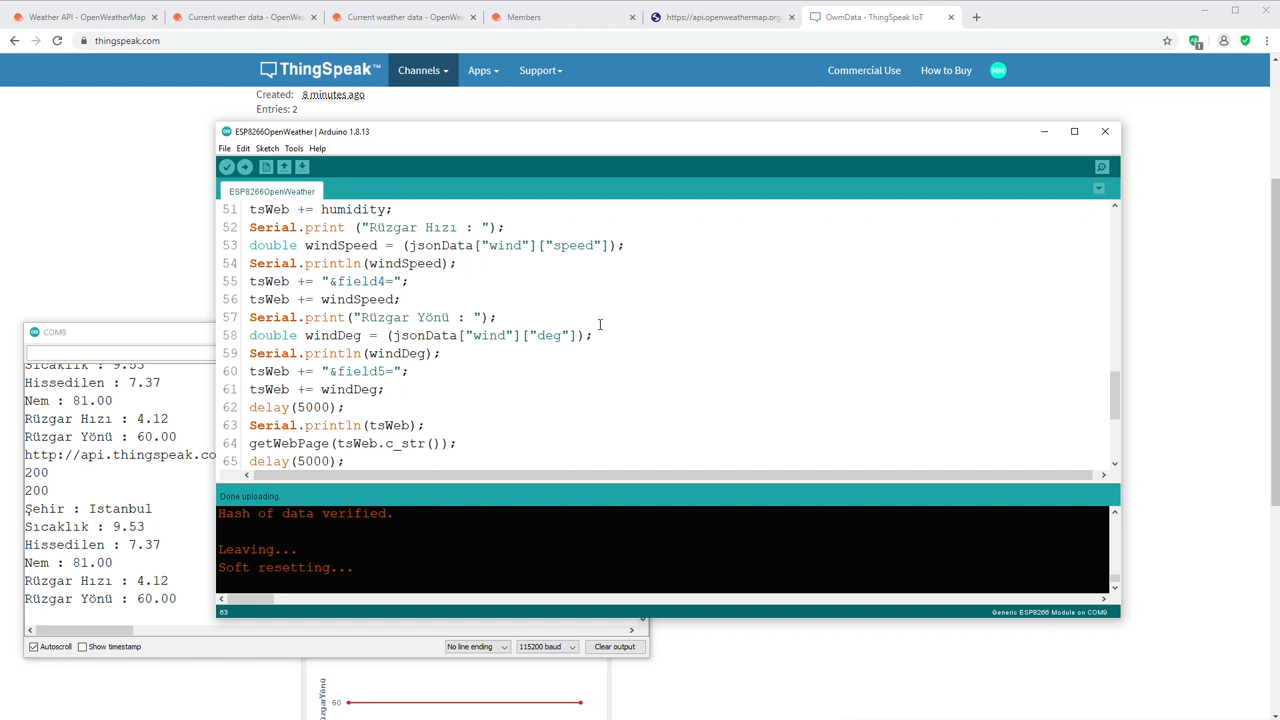 Weather API - OpenWeatherMap
Current weather data - OpenWe
Current weather data - OpenWe
Members
https://api.openweathermap.org
OwmData - ThingSpeak IoT
thingspeak.com
ThingSpeak™
Channels
Apps
Support
Commercial Use
How to Buy
HM
Created: 8 minutes ago
Entries: 2
ESP8266OpenWeather | Arduino 1.8.13
File Edit Sketch Tools Help
ESP8266OpenWeather
51 tsWeb += humidity;
52 Serial.print ("Rüzgar Hızı : ");
53 double windSpeed = (jsonData["wind"]["speed"]);
54 Serial.println(windSpeed);
55 tsWeb += "&field4=";
56 tsWeb += windSpeed;
57 Serial.print("Rüzgar Yönü : ");
58 double windDeg = (jsonData["wind"]["deg"]);
59 Serial.println(windDeg);
60 tsWeb += "&field5=";
61 tsWeb += windDeg;
62 delay(5000);
63 Serial.println(tsWeb);
64 getWebPage(tsWeb.c_str());
65 delay(5000);
Done uploading.
Hash of data verified.
Leaving...
Soft resetting...
63
Generic ESP8266 Module on COM9
COM9
Sıcaklık : 9.53
Hissedilen : 7.37
Nem : 81.00
Rüzgar Hızı : 4.12
Rüzgar Yönü : 60.00
http://api.thingspeak.co
200
200
Şehir : Istanbul
Sıcaklık : 9.53
Hissedilen : 7.37
Nem : 81.00
Rüzgar Hızı : 4.12
Rüzgar Yönü : 60.00
Autoscroll
Show timestamp
No line ending
115200 baud
Clear output
60